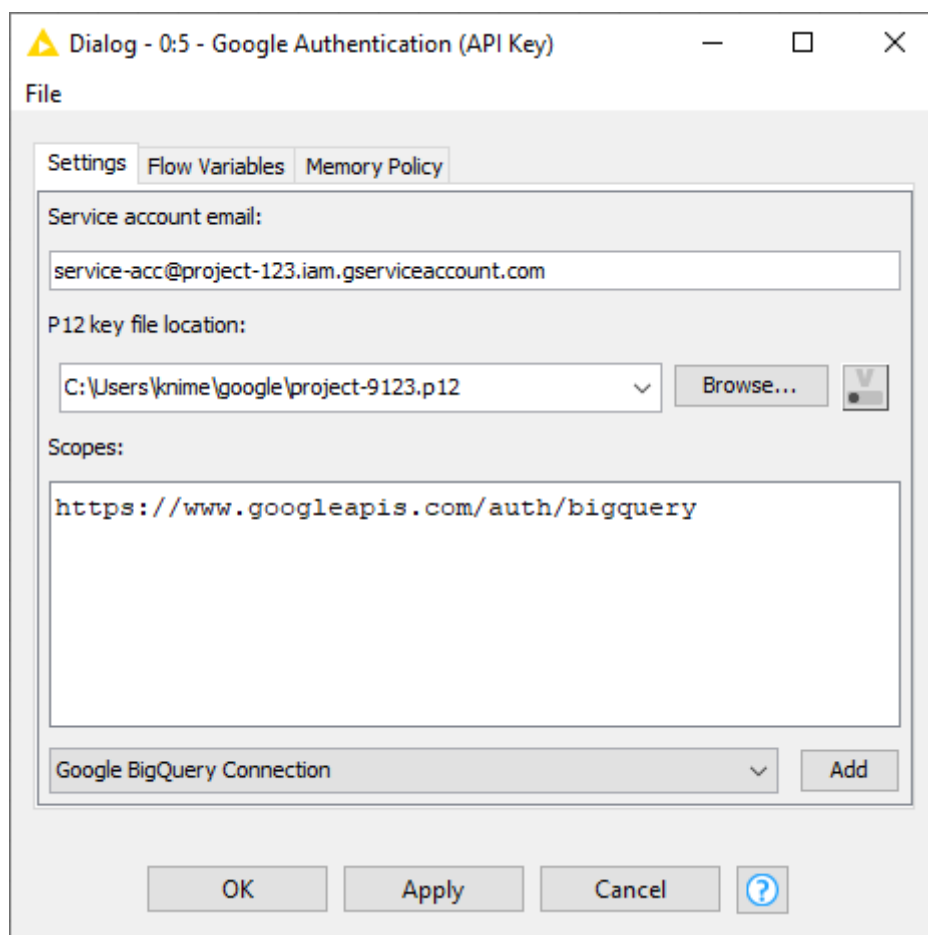 Dialog - 0:5 - Google Authentication (API Key)
File
Settings Flow Variables Memory Policy
Service account email:
service-acc@project-123.iam.gserviceaccount.com
P12 key file location:
C:\Users\knime\google\project-9123.p12 Browse... V
Scopes:
https://www.googleapis.com/auth/bigquery
Google BigQuery Connection Add
OK Apply Cancel ?